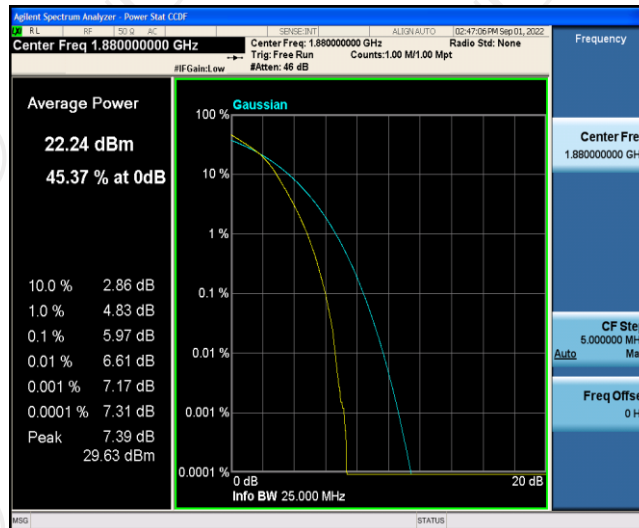 Agilent Spectrum Analyzer - Power Stat CCDF
RL RF 50 Ω AC SENSE:INT ALIGN AUTO 02:47:06 PM Sep 01, 2022
Center Freq 1.880000000 GHz
Center Freq: 1.880000000 GHz Radio Std: None
Trig: Free Run Counts:1.00 M/1.00 Mpt
#IFGain:Low #Atten: 46 dB
Frequency
Average Power
22.24 dBm
45.37 % at 0dB
10.0 % 2.86 dB
1.0 % 4.83 dB
0.1 % 5.97 dB
0.01 % 6.61 dB
0.001 % 7.17 dB
0.0001 % 7.31 dB
Peak 7.39 dB
29.63 dBm
Gaussian
100 %
10 %
1 %
0.1 %
0.01 %
0.001 %
0.0001 %
0 dB 20 dB
Info BW 25.000 MHz
Center Fre
1.880000000 GH
CF Ste
5.000000 MH
Auto Ma
Freq Offse
0 H
MSG STATUS